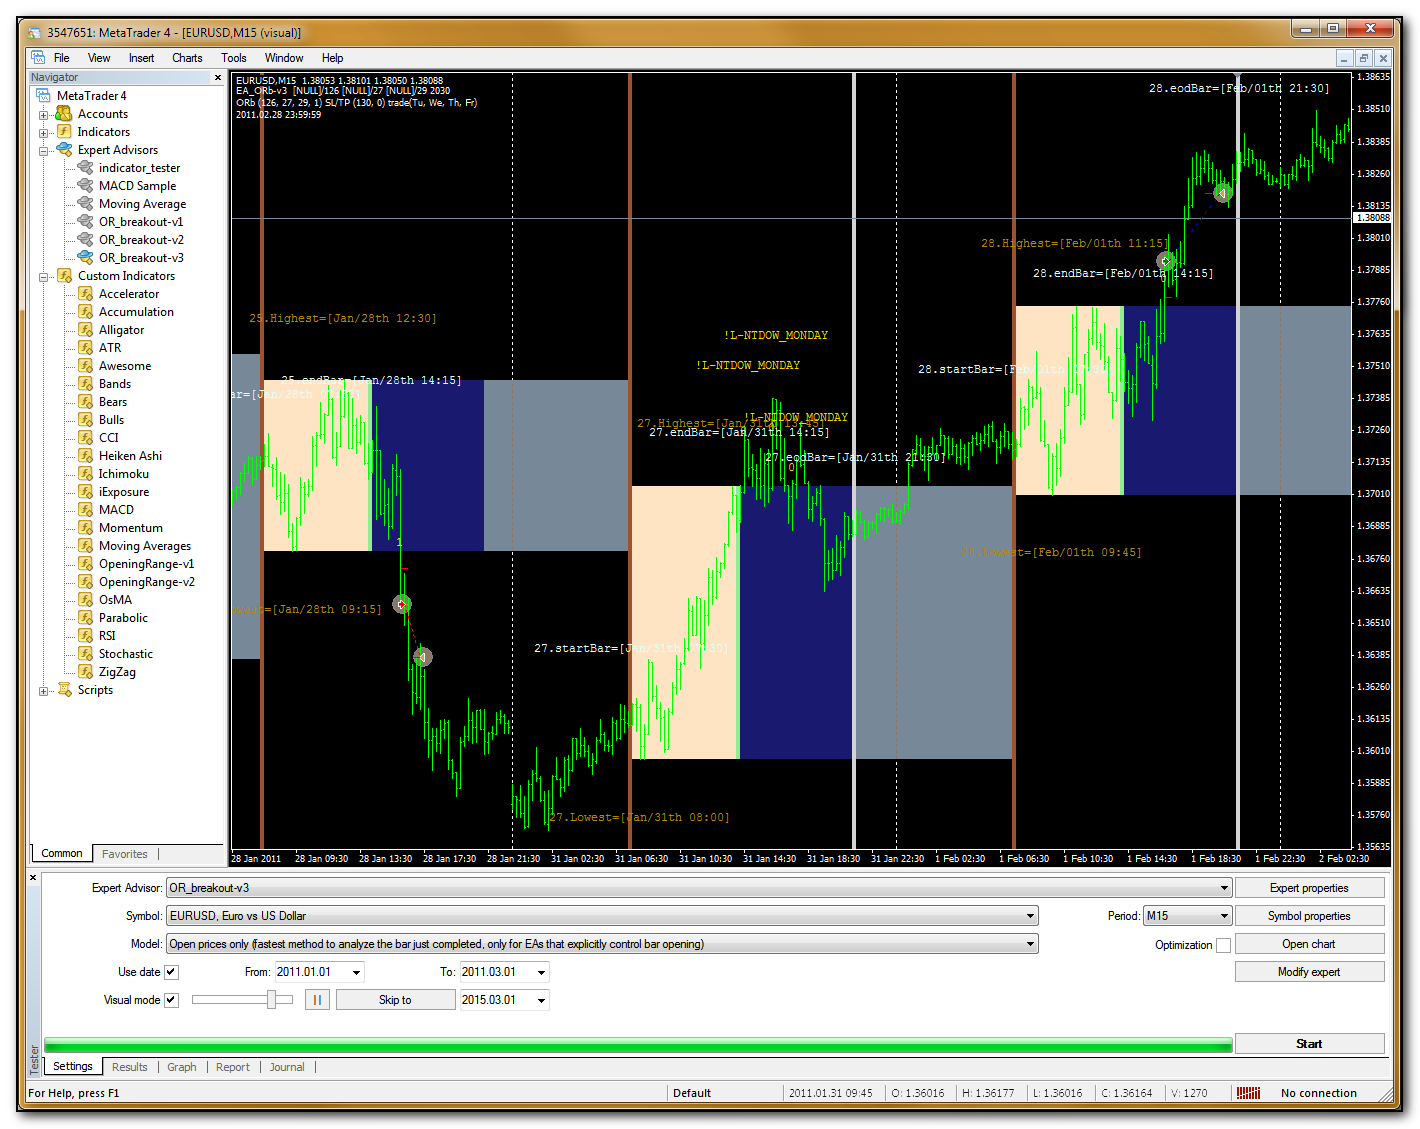 3547651: MetaTrader 4 - [EURUSD,M15 (visual)]
File View Insert Charts Tools Window Help
Navigator
MetaTrader 4
Accounts
Indicators
Expert Advisors
indicator_tester
MACD Sample
Moving Average
OR_breakout-v1
OR_breakout-v2
OR_breakout-v3
Custom Indicators
Accelerator
Accumulation
Alligator
ATR
Awesome
Bands
Bears
Bulls
CCI
Heiken Ashi
Ichimoku
iExposure
MACD
Momentum
Moving Averages
OpeningRange-v1
OpeningRange-v2
OsMA
Parabolic
RSI
Stochastic
ZigZag
Scripts
Common Favorites
EURUSD,M15 1.38053 1.38101 1.38050 1.38088
EA_ORb-v3 [NULL]/126 [NULL]/27 [NULL]/29 2030
ORb (126, 27, 29, 1) SL/TP (130, 0) trade(Tu, We, Th, Fr)
2011.02.28 23:59:59
28.eodBar=[Feb/01th 21:30]
28.Highest=[Feb/01th 11:15]
28.endBar=[Feb/01th 14:15]
25.Highest=[Jan/28th 12:30]
!L-NTDOW_MONDAY
!L-NTDOW_MONDAY
28.startBar=
25.endBar=[Jan/28th 14:15]
!L-NTDOW_MONDAY
27.Highest=[Jan/31th 13:45]
27.endBar=[Jan/31th 14:15]
27.eodBar=[Jan/31th 21:30]
0
1
28.Lowest=[Feb/01th 09:45]
[Jan/28th 09:15]
27.startBar=[Jan/31th 07:30]
27.Lowest=[Jan/31th 08:00]
1.38635
1.38510
1.38385
1.38260
1.38135
1.38088
1.38010
1.37885
1.37760
1.37635
1.37510
1.37385
1.37260
1.37135
1.37010
1.36885
1.36760
1.36635
1.36510
1.36385
1.36260
1.36135
1.36010
1.35885
1.35760
1.35635
28 Jan 2011 28 Jan 09:30 28 Jan 13:30 28 Jan 17:30 28 Jan 21:30 31 Jan 02:30 31 Jan 06:30 31 Jan 10:30 31 Jan 14:30 31 Jan 18:30 31 Jan 22:30 1 Feb 02:30 1 Feb 06:30 1 Feb 10:30 1 Feb 14:30 1 Feb 18:30 1 Feb 22:30 2 Feb 02:30
Expert Advisor: OR_breakout-v3 Expert properties
Symbol: EURUSD, Euro vs US Dollar Period: M15 Symbol properties
Model: Open prices only (fastest method to analyze the bar just completed, only for EAs that explicitly control bar opening) Optimization Open chart
Use date From: 2011.01.01 To: 2011.03.01 Modify expert
Visual mode Skip to 2015.03.01
Start
Tester
Settings Results Graph Report Journal
For Help, press F1 Default 2011.01.31 09:45 O: 1.36016 H: 1.36177 L: 1.36016 C: 1.36164 V: 1270 No connection